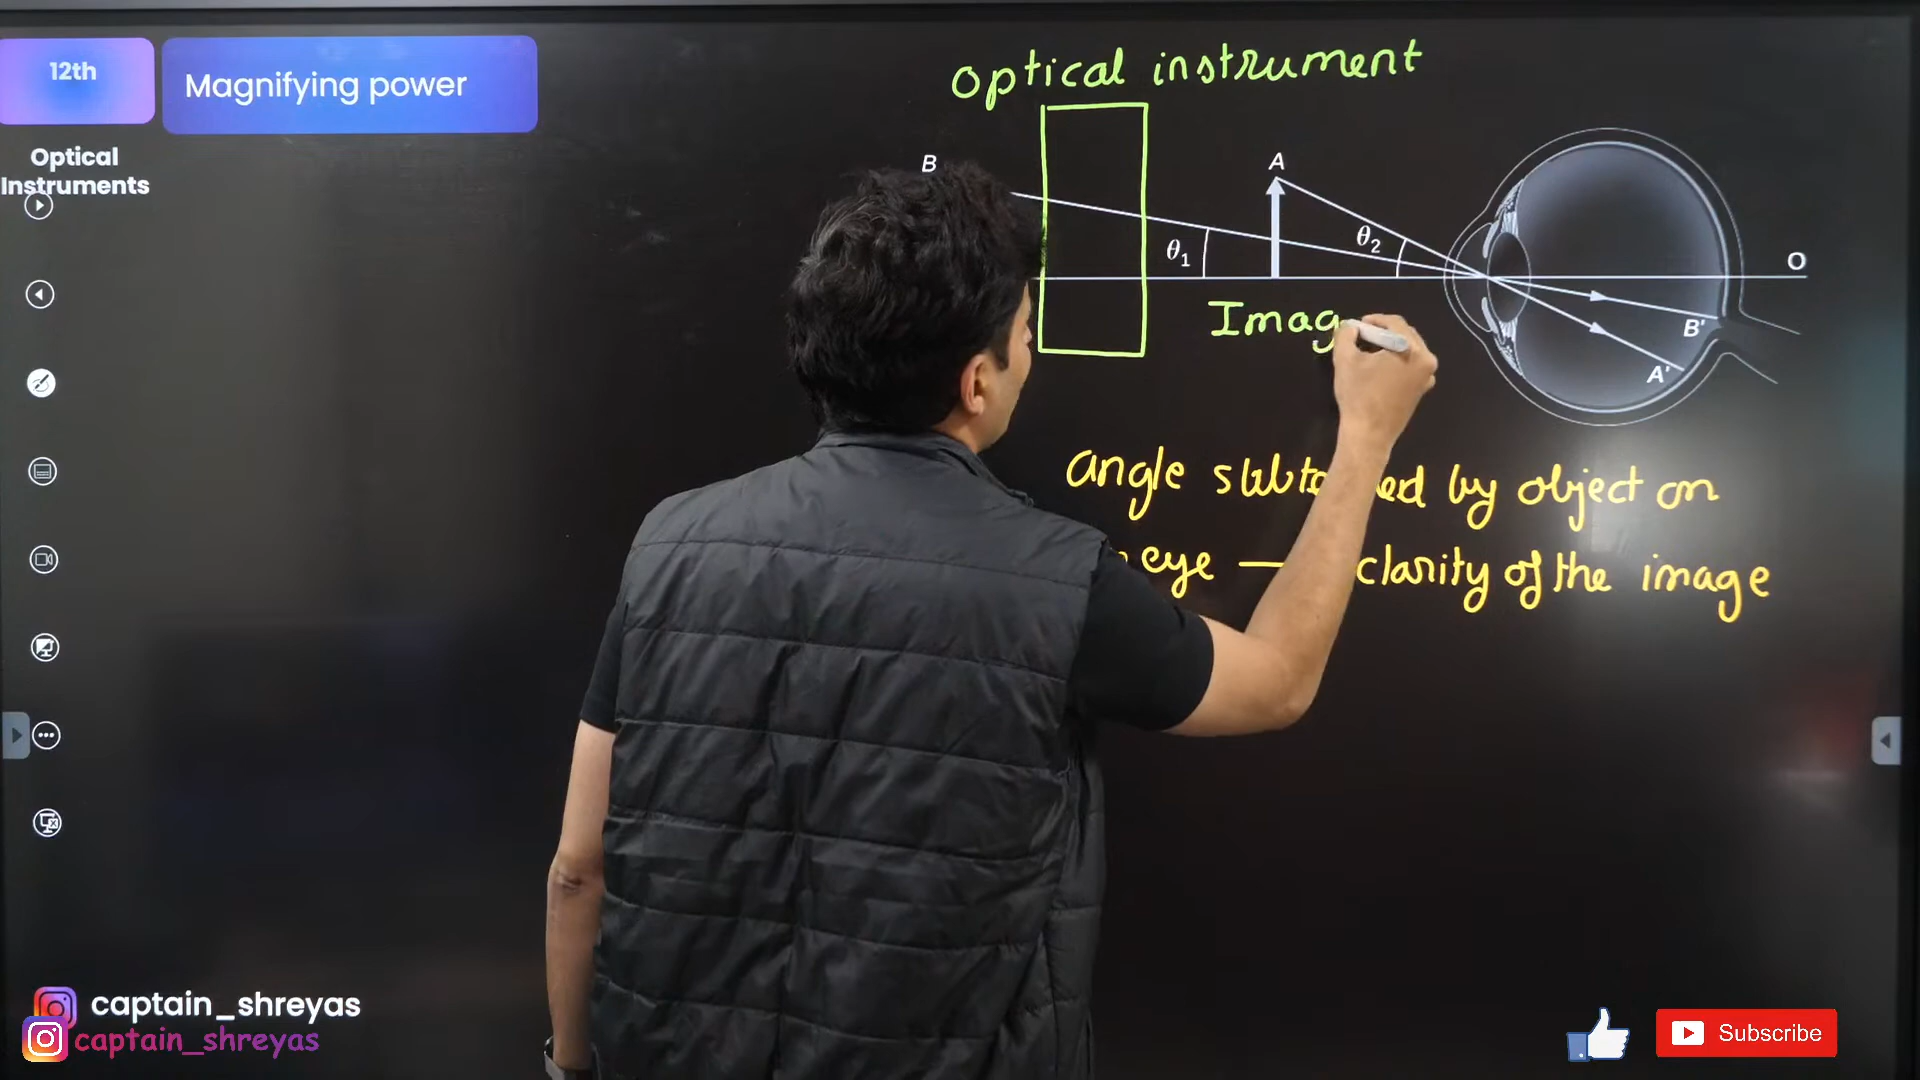 12th
Magnifying power
Optical
Instruments
Optical instrument
B
A
θ1
θ2
O
Imag
B'
A'
angle by object on
eye — clarity of the image
captain_shreyas
captain_shreyas
Subscribe